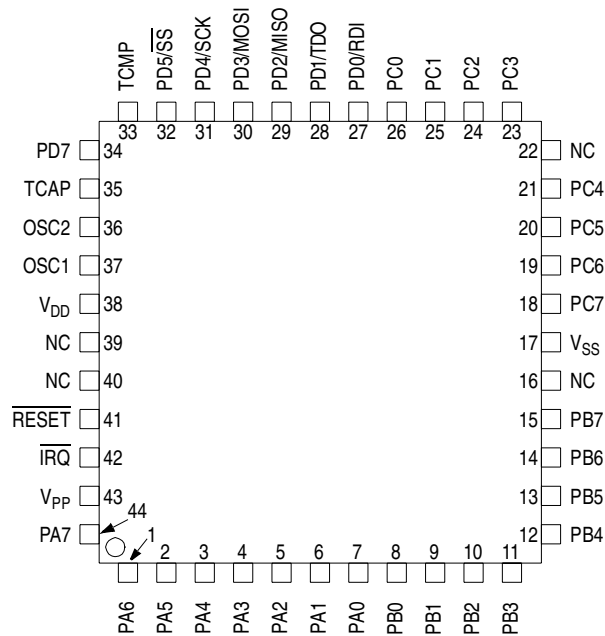 TCMP
PD5/S̅S̅
PD4/SCK
PD3/MOSI
PD2/MISO
PD1/TDO
PD0/RDI
PC0
PC1
PC2
PC3
33 32 31 30 29 28 27 26 25 24 23
PD7 34
TCAP 35
OSC2 36
OSC1 37
VDD 38
NC 39
NC 40
R̅E̅S̅E̅T̅ 41
I̅R̅Q̅ 42
VPP 43
PA7 44
22 NC
21 PC4
20 PC5
19 PC6
18 PC7
17 VSS
16 NC
15 PB7
14 PB6
13 PB5
12 PB4
1 2 3 4 5 6 7 8 9 10 11
PA6
PA5
PA4
PA3
PA2
PA1
PA0
PB0
PB1
PB2
PB3